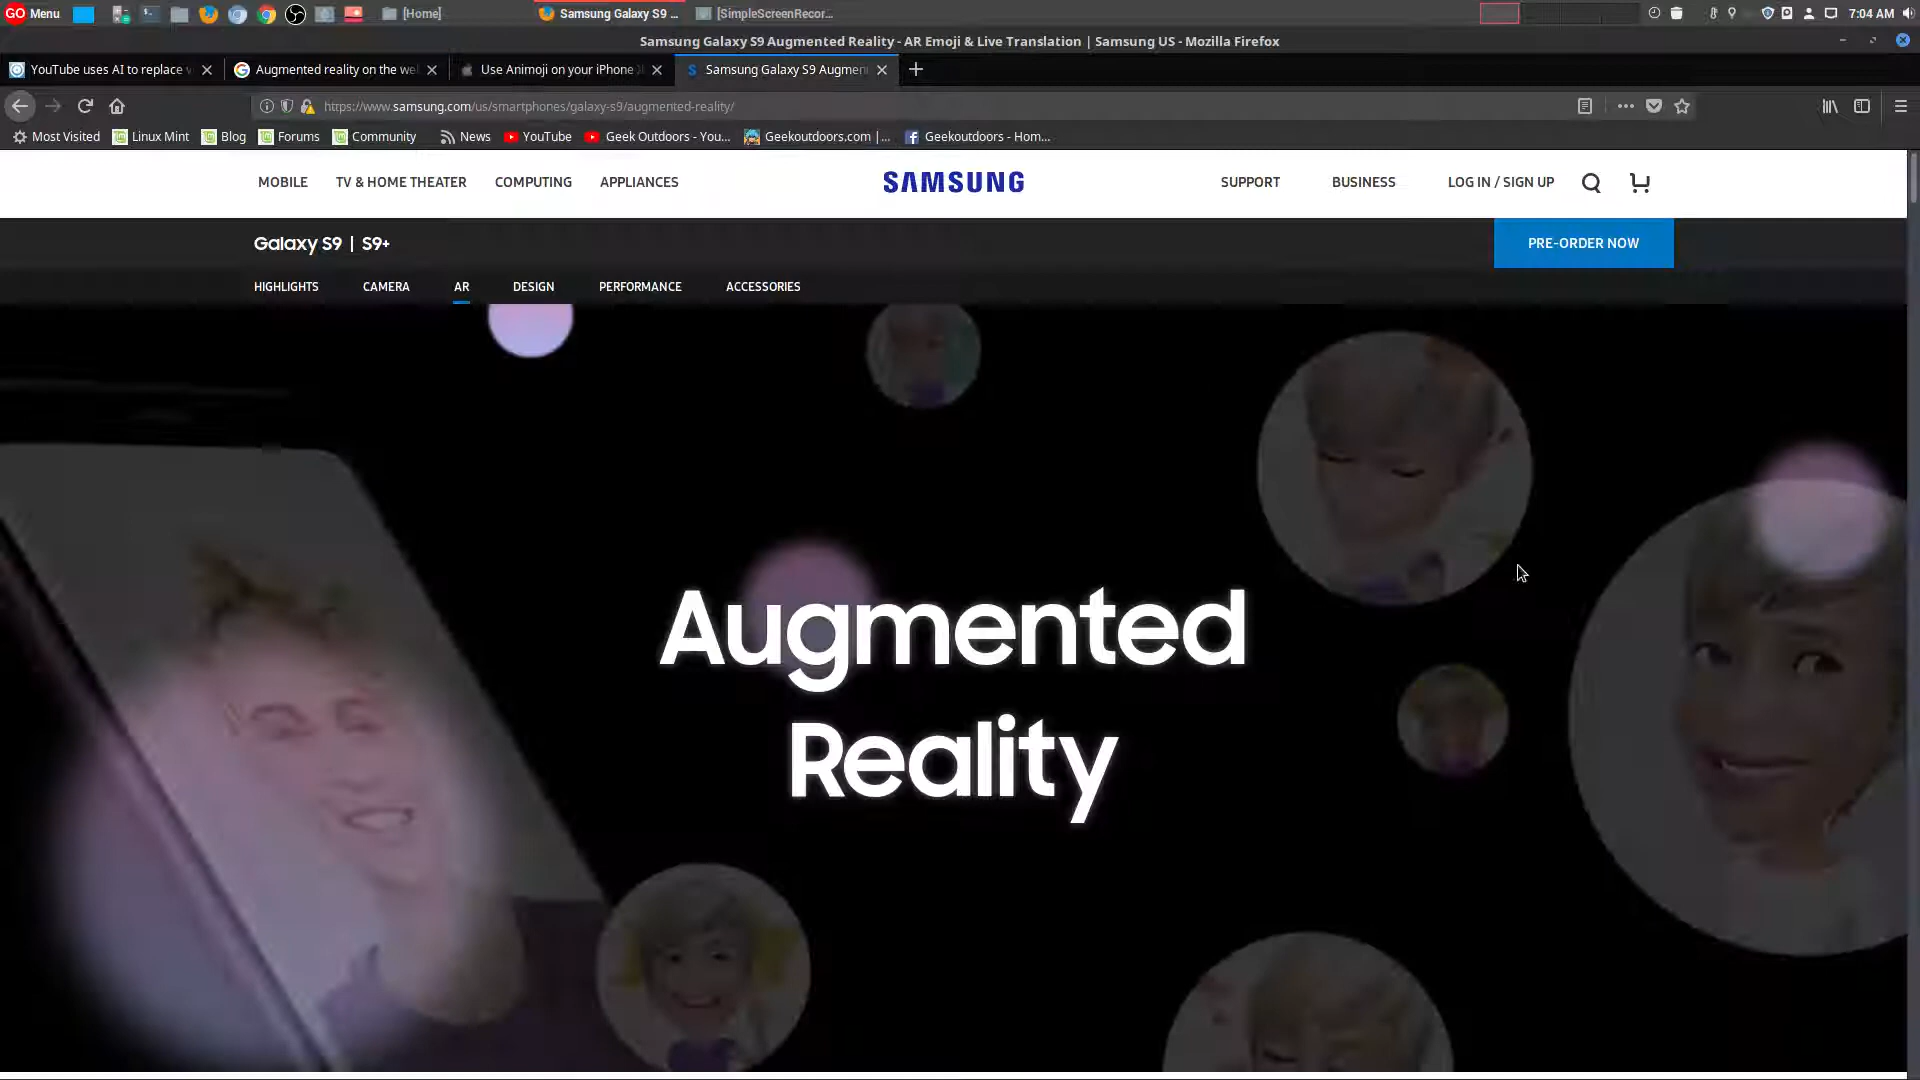 GO Menu [Home] Samsung Galaxy S9 ... [SimpleScreenRecor... 7:04 AM
Samsung Galaxy S9 Augmented Reality - AR Emoji & Live Translation | Samsung US - Mozilla Firefox
YouTube uses AI to replace Augmented reality on the we Use Animoji on your iPhone Samsung Galaxy S9 Augmen
https://www.samsung.com/us/smartphones/galaxy-s9/augmented-reality/
Most Visited Linux Mint Blog Forums Community News YouTube Geek Outdoors - You... Geekoutdoors.com |... Geekoutdoors - Hom...
MOBILE TV & HOME THEATER COMPUTING APPLIANCES SAMSUNG SUPPORT BUSINESS LOG IN / SIGN UP
Galaxy S9 | S9+ PRE-ORDER NOW
HIGHLIGHTS CAMERA AR DESIGN PERFORMANCE ACCESSORIES
Augmented
Reality